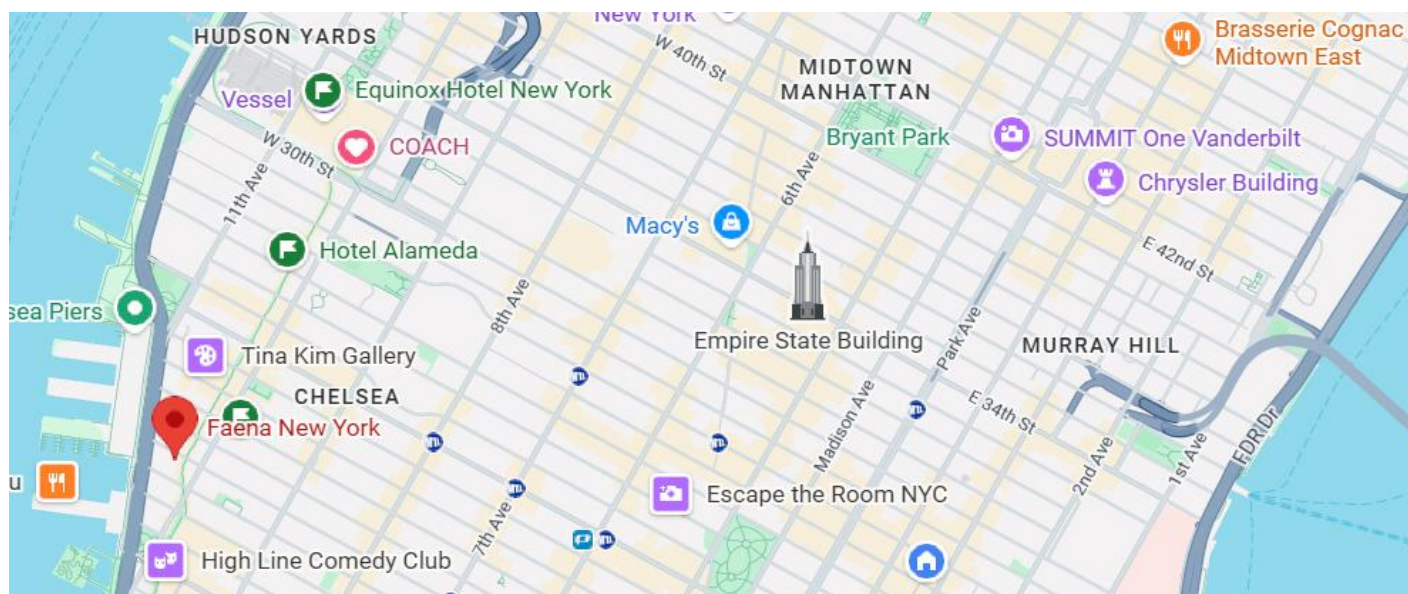 New York
HUDSON YARDS
W 40th St
Brasserie Cognac
Midtown East
MIDTOWN
MANHATTAN
Equinox Hotel New York
Vessel
Bryant Park
SUMMIT One Vanderbilt
COACH
W 30th St
6th Ave
Chrysler Building
11th Ave
Macy's
Hotel Alameda
E 42nd St
sea Piers
8th Ave
Empire State Building
Park Ave
MURRAY HILL
Tina Kim Gallery
CHELSEA
Faena New York
Madison Ave
E 34th St
FDR Dr
2nd Ave
1st Ave
u
Escape the Room NYC
7th Ave
High Line Comedy Club